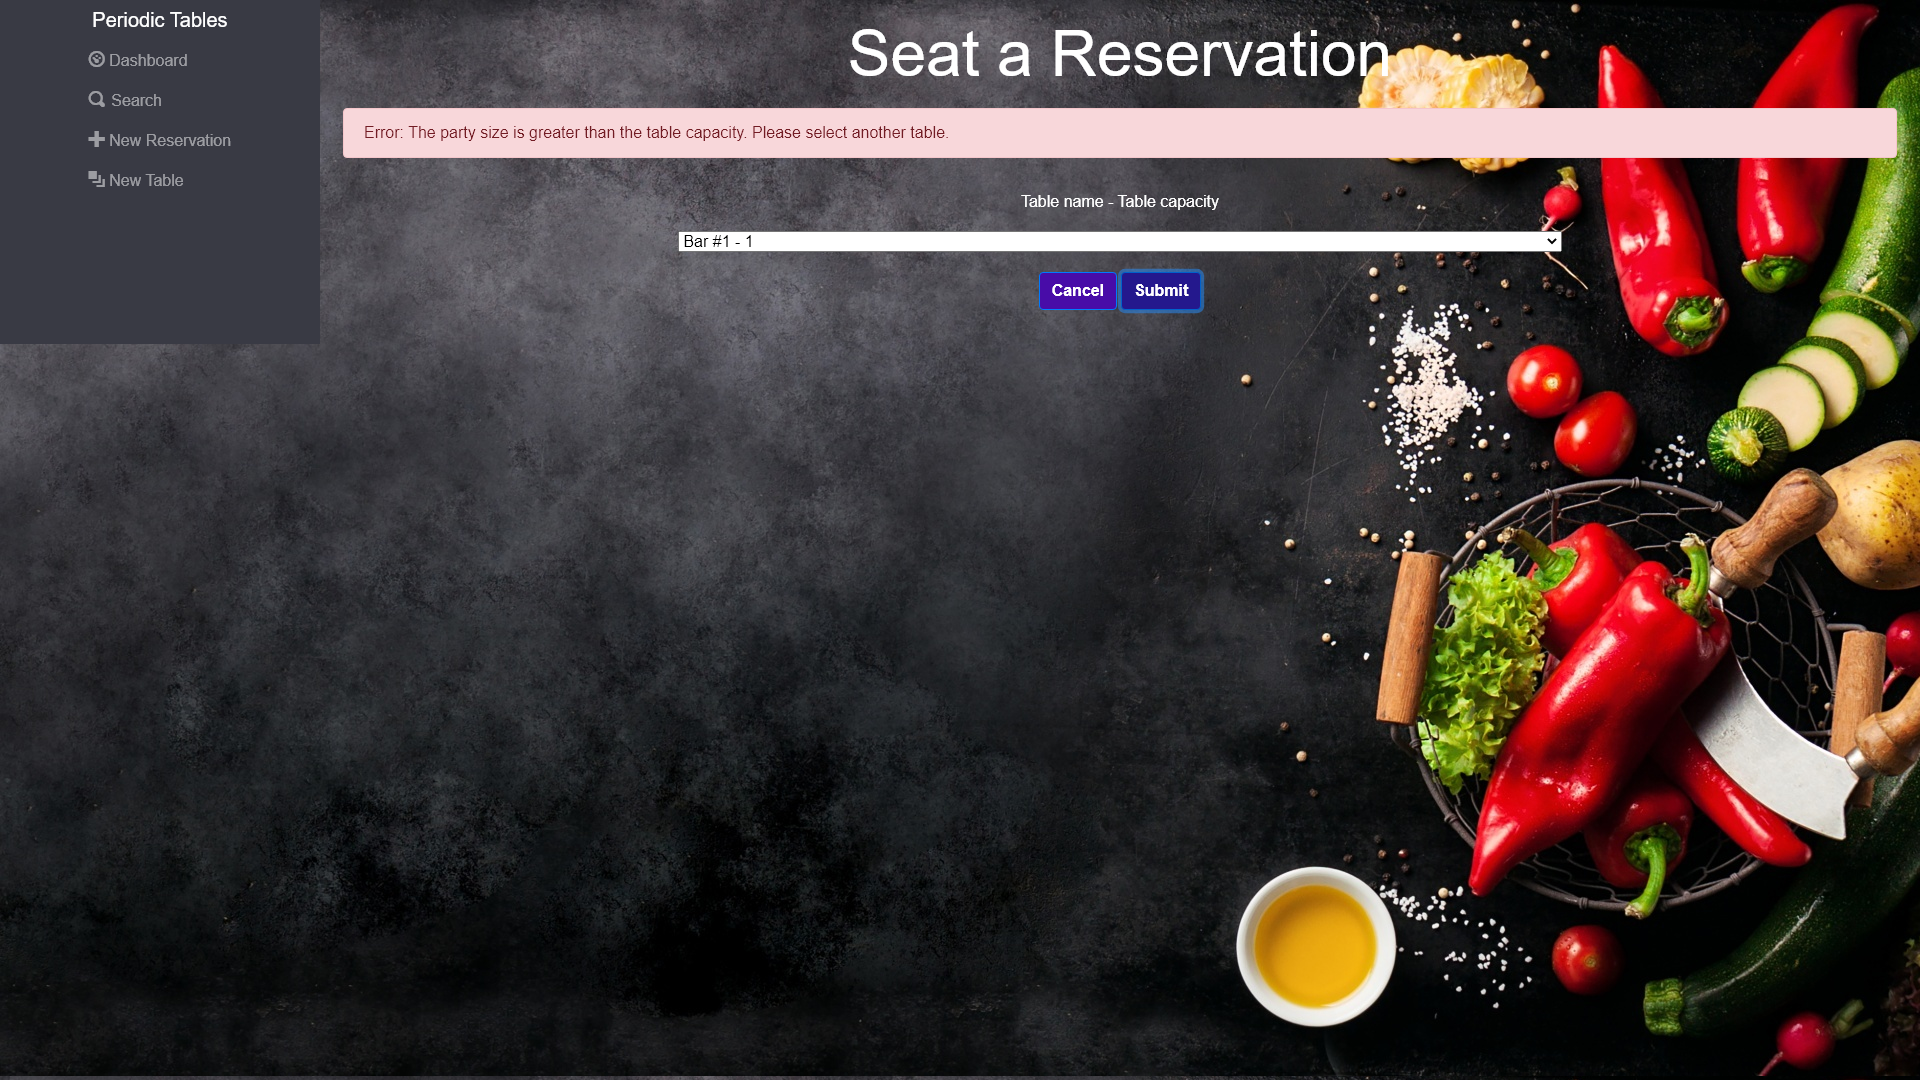 Periodic Tables
Dashboard
Search
New Reservation
New Table
Seat a Reservation
Error: The party size is greater than the table capacity. Please select another table.
Table name - Table capacity
Bar #1 - 1
Cancel Submit